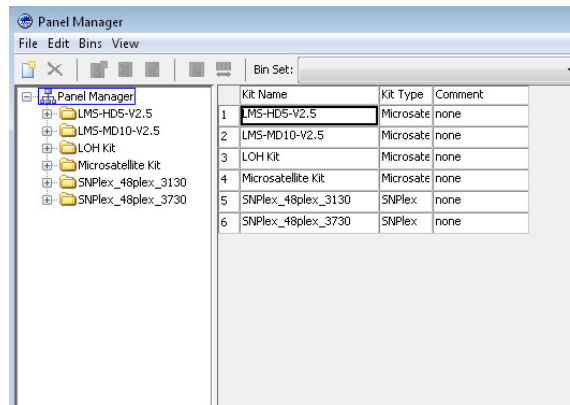 Panel Manager
File Edit Bins View
Bin Set:
Panel Manager
LMS-HD5-V2.5
LMS-MD10-V2.5
LOH Kit
Microsatellite Kit
SNPlex_48plex_3130
SNPlex_48plex_3730
Kit Name Kit Type Comment
1 LMS-HD5-V2.5 Microsate none
2 LMS-MD10-V2.5 Microsate none
3 LOH Kit Microsate none
4 Microsatellite Kit Microsate none
5 SNPlex_48plex_3130 SNPlex none
6 SNPlex_48plex_3730 SNPlex none